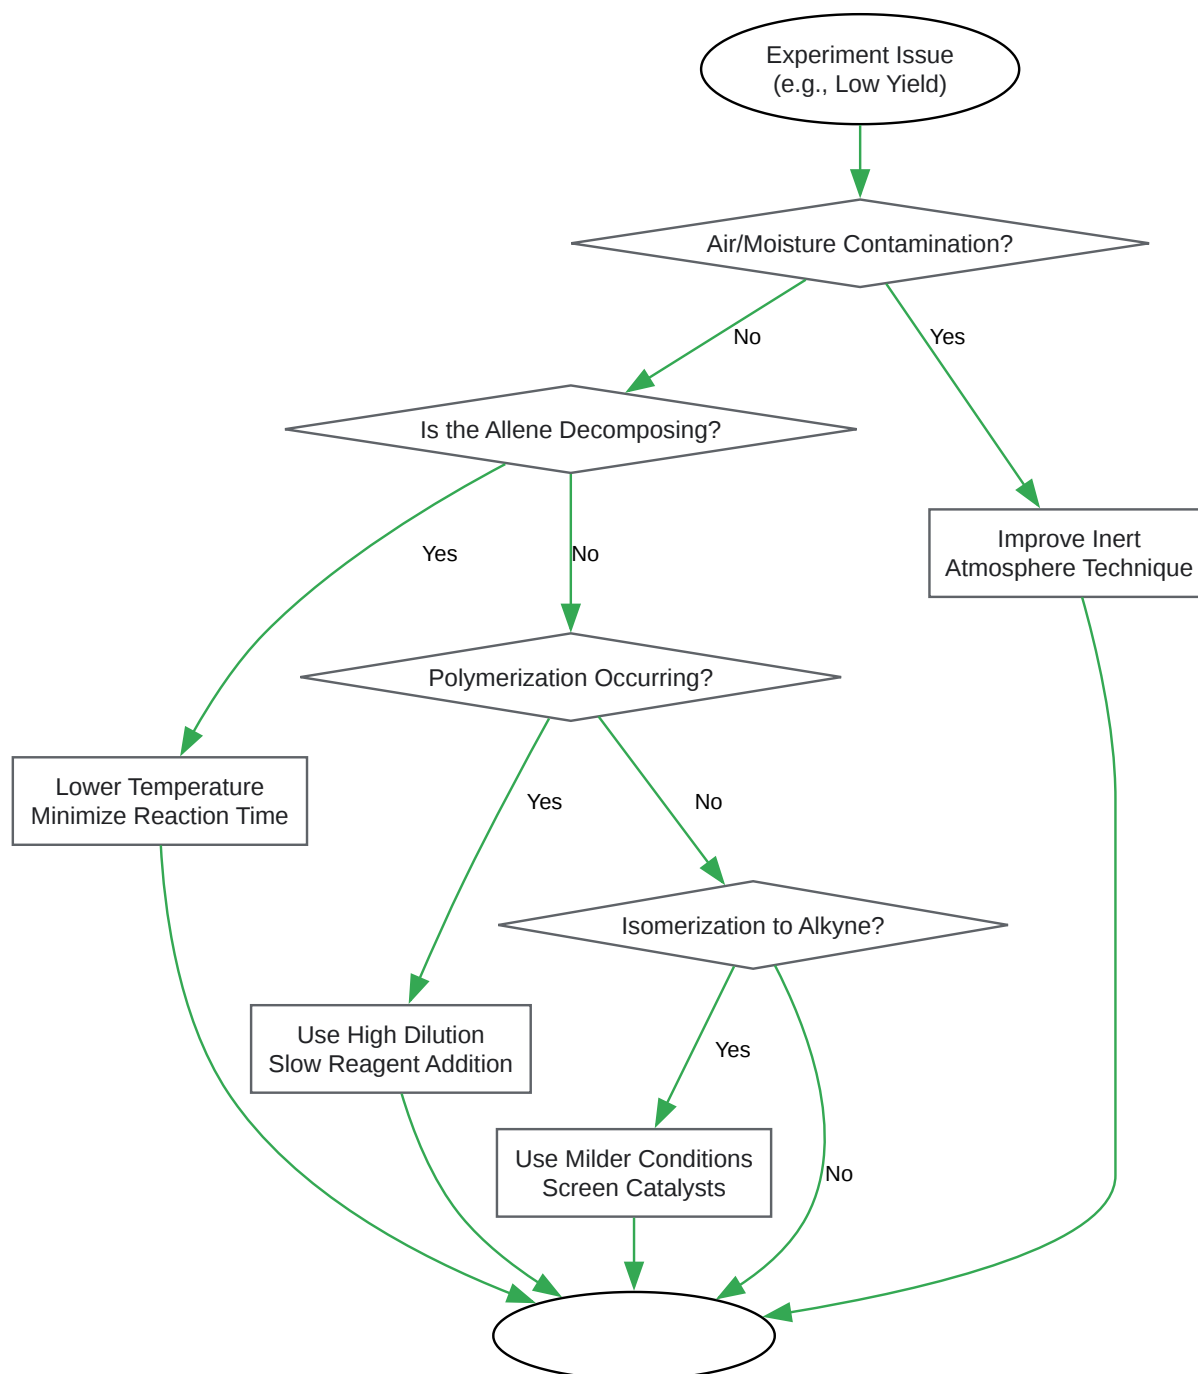 Experiment Issue
(e.g., Low Yield)
Air/Moisture Contamination?
No
Yes
Is the Allene Decomposing?
Improve Inert
Atmosphere Technique
Yes
No
Polymerization Occurring?
Lower Temperature
Minimize Reaction Time
Yes
No
Isomerization to Alkyne?
Use High Dilution
Slow Reagent Addition
Yes
Use Milder Conditions
Screen Catalysts
No